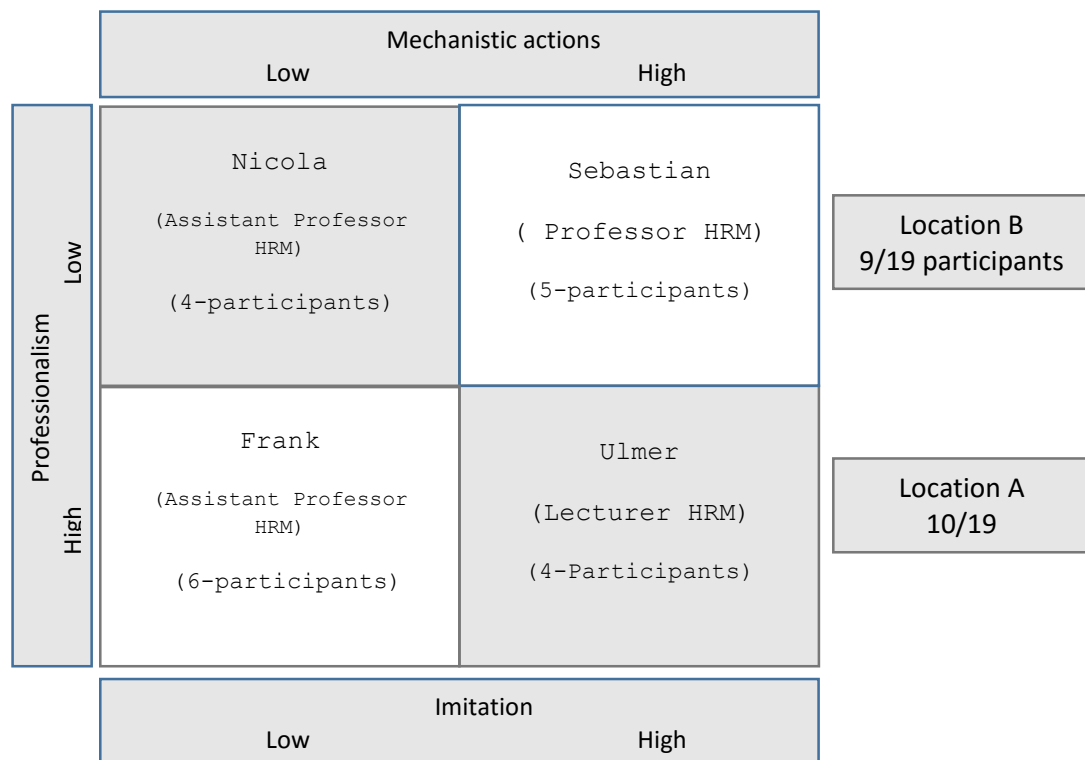 Mechanistic actions
Low High
Professionalism
Low
High
Nicola
(Assistant Professor
HRM)
(4-participants)
Sebastian
( Professor HRM)
(5-participants)
Location B
9/19 participants
Frank
(Assistant Professor
HRM)
(6-participants)
Ulmer
(Lecturer HRM)
(4-Participants)
Location A
10/19
Imitation
Low High